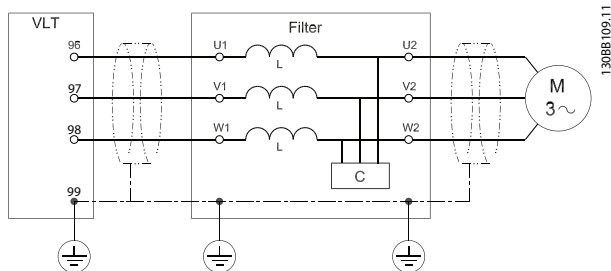 VLT
Filter
130BB109.11
96
U1
L
U2
97
V1
L
V2
M
3~
98
W1
L
W2
C
99